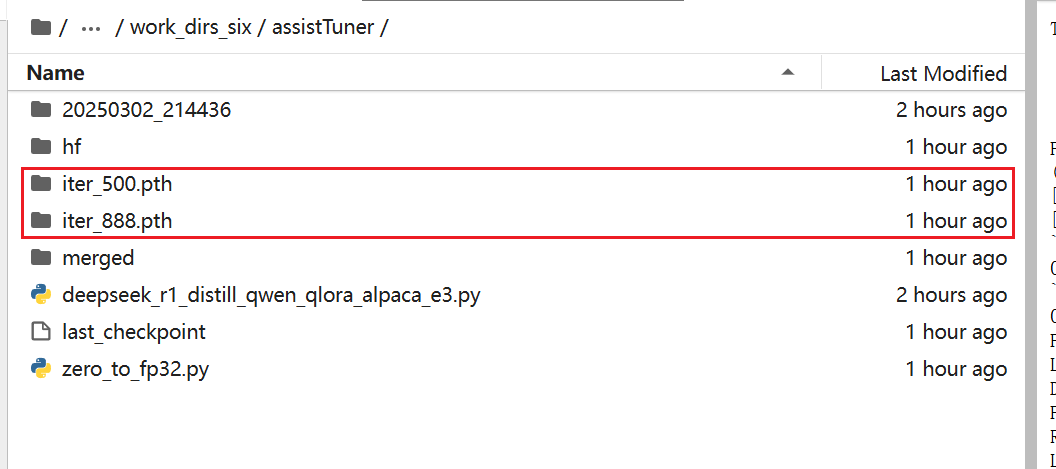 / ··· / work_dirs_six / assistTuner /
Name Last Modified
20250302_214436 2 hours ago
hf 1 hour ago
iter_500.pth 1 hour ago
iter_888.pth 1 hour ago
merged 1 hour ago
deepseek_r1_distill_qwen_qlora_alpaca_e3.py 2 hours ago
last_checkpoint 1 hour ago
zero_to_fp32.py 1 hour ago